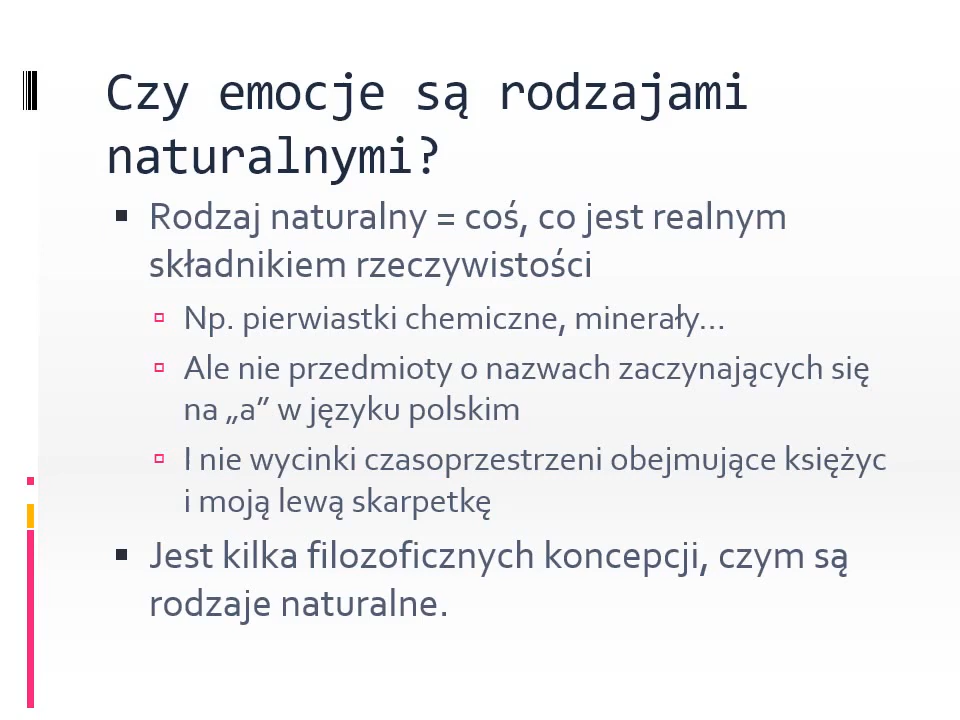 Czy emocje są rodzajami
naturalnymi?
Rodzaj naturalny = coś, co jest realnym
składnikiem rzeczywistości
Np. pierwiastki chemiczne, minerały...
Ale nie przedmioty o nazwach zaczynających się
na „a” w języku polskim
I nie wycinki czasoprzestrzeni obejmujące księżyc
i moją lewą skarpetkę
Jest kilka filozoficznych koncepcji, czym są
rodzaje naturalne.